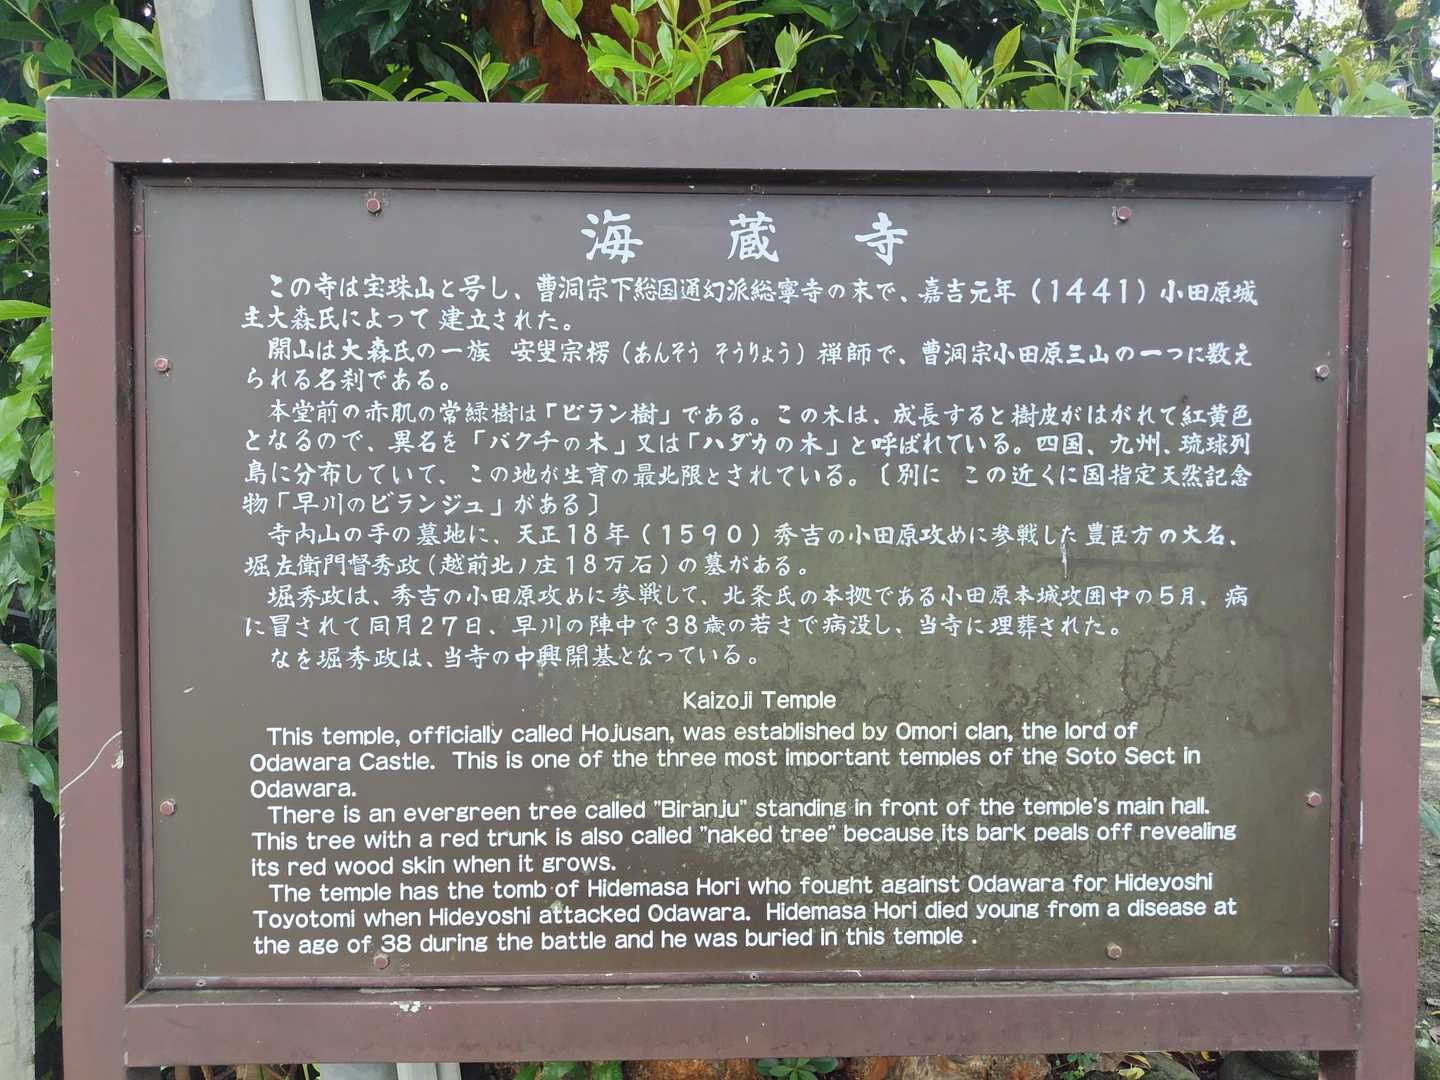 海蔵寺
この寺は宝珠山と号し、曹洞宗下総国通幻派総寧寺の末で、嘉吉元年(1441)小田原城
主大森氏によって建立された。
開山は大森氏の一族 安叟宗楞(あんそう そうりょう)禅師で、曹洞宗小田原三山の一つに数え
られる名刹である。
本堂前の赤肌の常緑樹は「ビラン樹」である。この木は、成長すると樹皮がはがれて紅黄色
となるので、異名を「バクチの木」又は「ハダカの木」と呼ばれている。四国、九州、琉球列
島に分布していて、この地が生育の最北限とされている。〔別に この近くに国指定天然記念
物「早川のビランジュ」がある〕
寺内山の手の墓地に、天正18年(1590)秀吉の小田原攻めに参戦した豊臣方の大名、
堀左衛門督秀政(越前北ノ庄18万石)の墓がある。
堀秀政は、秀吉の小田原攻めに参戦して、北条氏の本拠である小田原本城攻囲中の5月、病
に冒されて同月27日、早川の陣中で38歳の若さで病没し、当寺に埋葬された。
なを堀秀政は、当寺の中興開基となっている。
Kaizoji Temple
This temple, officially called Hojusan, was established by Omori clan, the lord of
Odawara Castle. This is one of the three most important temples of the Soto Sect in
Odawara.
There is an evergreen tree called "Biranju" standing in front of the temple's main hall.
This tree with a red trunk is also called "naked tree" because its bark peals off revealing
its red wood skin when it grows.
The temple has the tomb of Hidemasa Hori who fought against Odawara for Hideyoshi
Toyotomi when Hideyoshi attacked Odawara. Hidemasa Hori died young from a disease at
the age of 38 during the battle and he was buried in this temple .